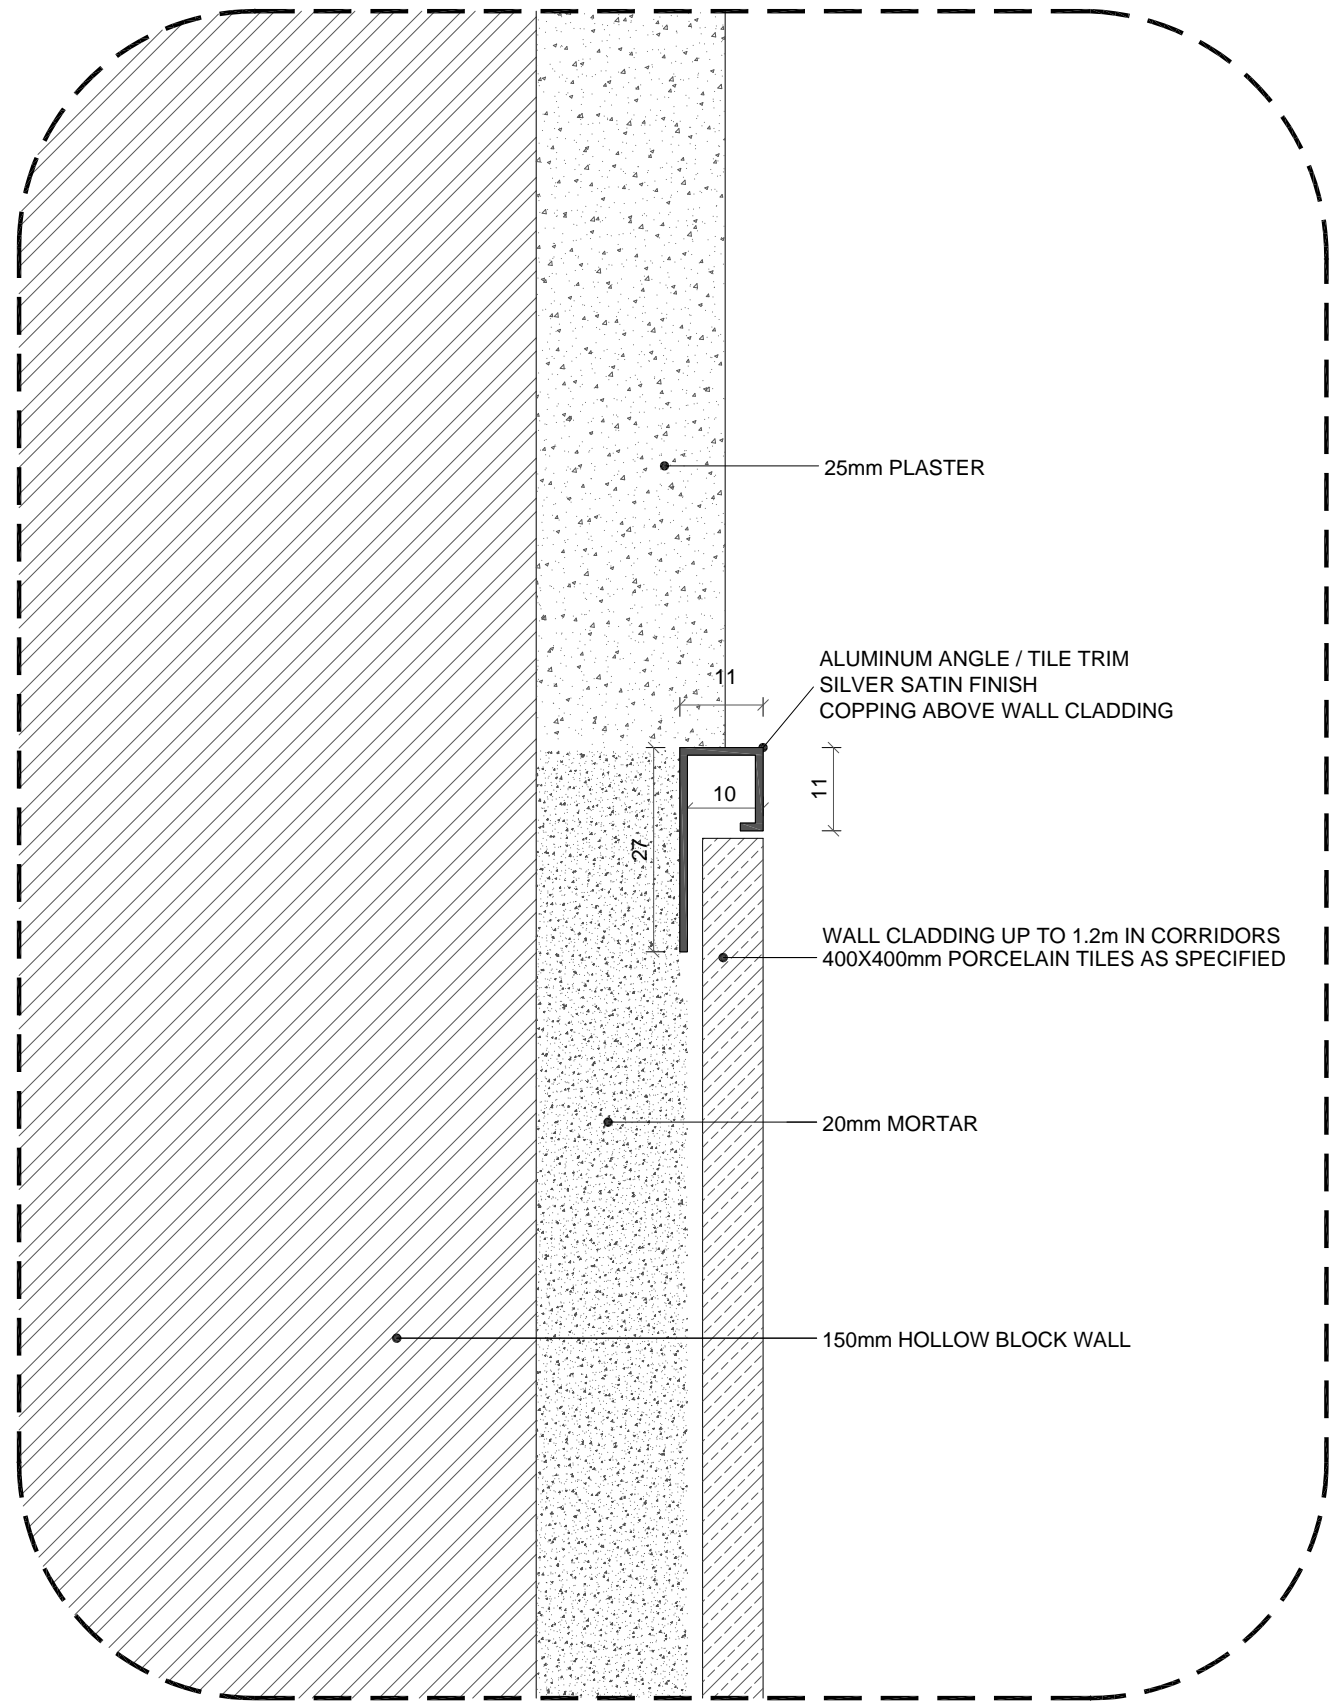 25mm PLASTER
ALUMINUM ANGLE / TILE TRIM
SILVER SATIN FINISH
COPPING ABOVE WALL CLADDING
11
10
11
27
WALL CLADDING UP TO 1.2m IN CORRIDORS
400X400mm PORCELAIN TILES AS SPECIFIED
20mm MORTAR
150mm HOLLOW BLOCK WALL